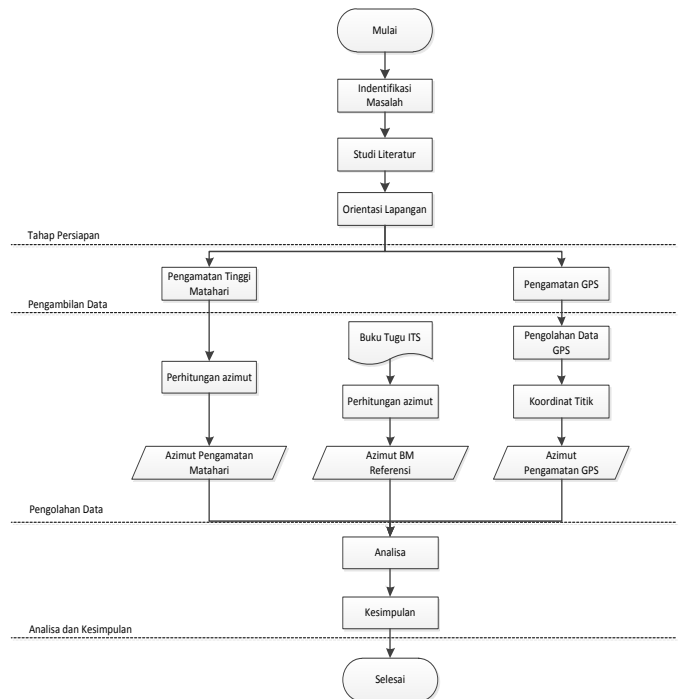 Mulai
Indentifikasi
Masalah
Studi Literatur
Orientasi Lapangan
Tahap Persiapan
Pengamatan Tinggi
Matahari
Pengamatan GPS
Pengambilan Data
Buku Tugu ITS
Pengolahan Data
GPS
Perhitungan azimut
Perhitungan azimut
Koordinat Titik
Azimut Pengamatan
Matahari
Azimut BM
Referensi
Azimut
Pengamatan GPS
Pengolahan Data
Analisa
Kesimpulan
Analisa dan Kesimpulan
Selesai